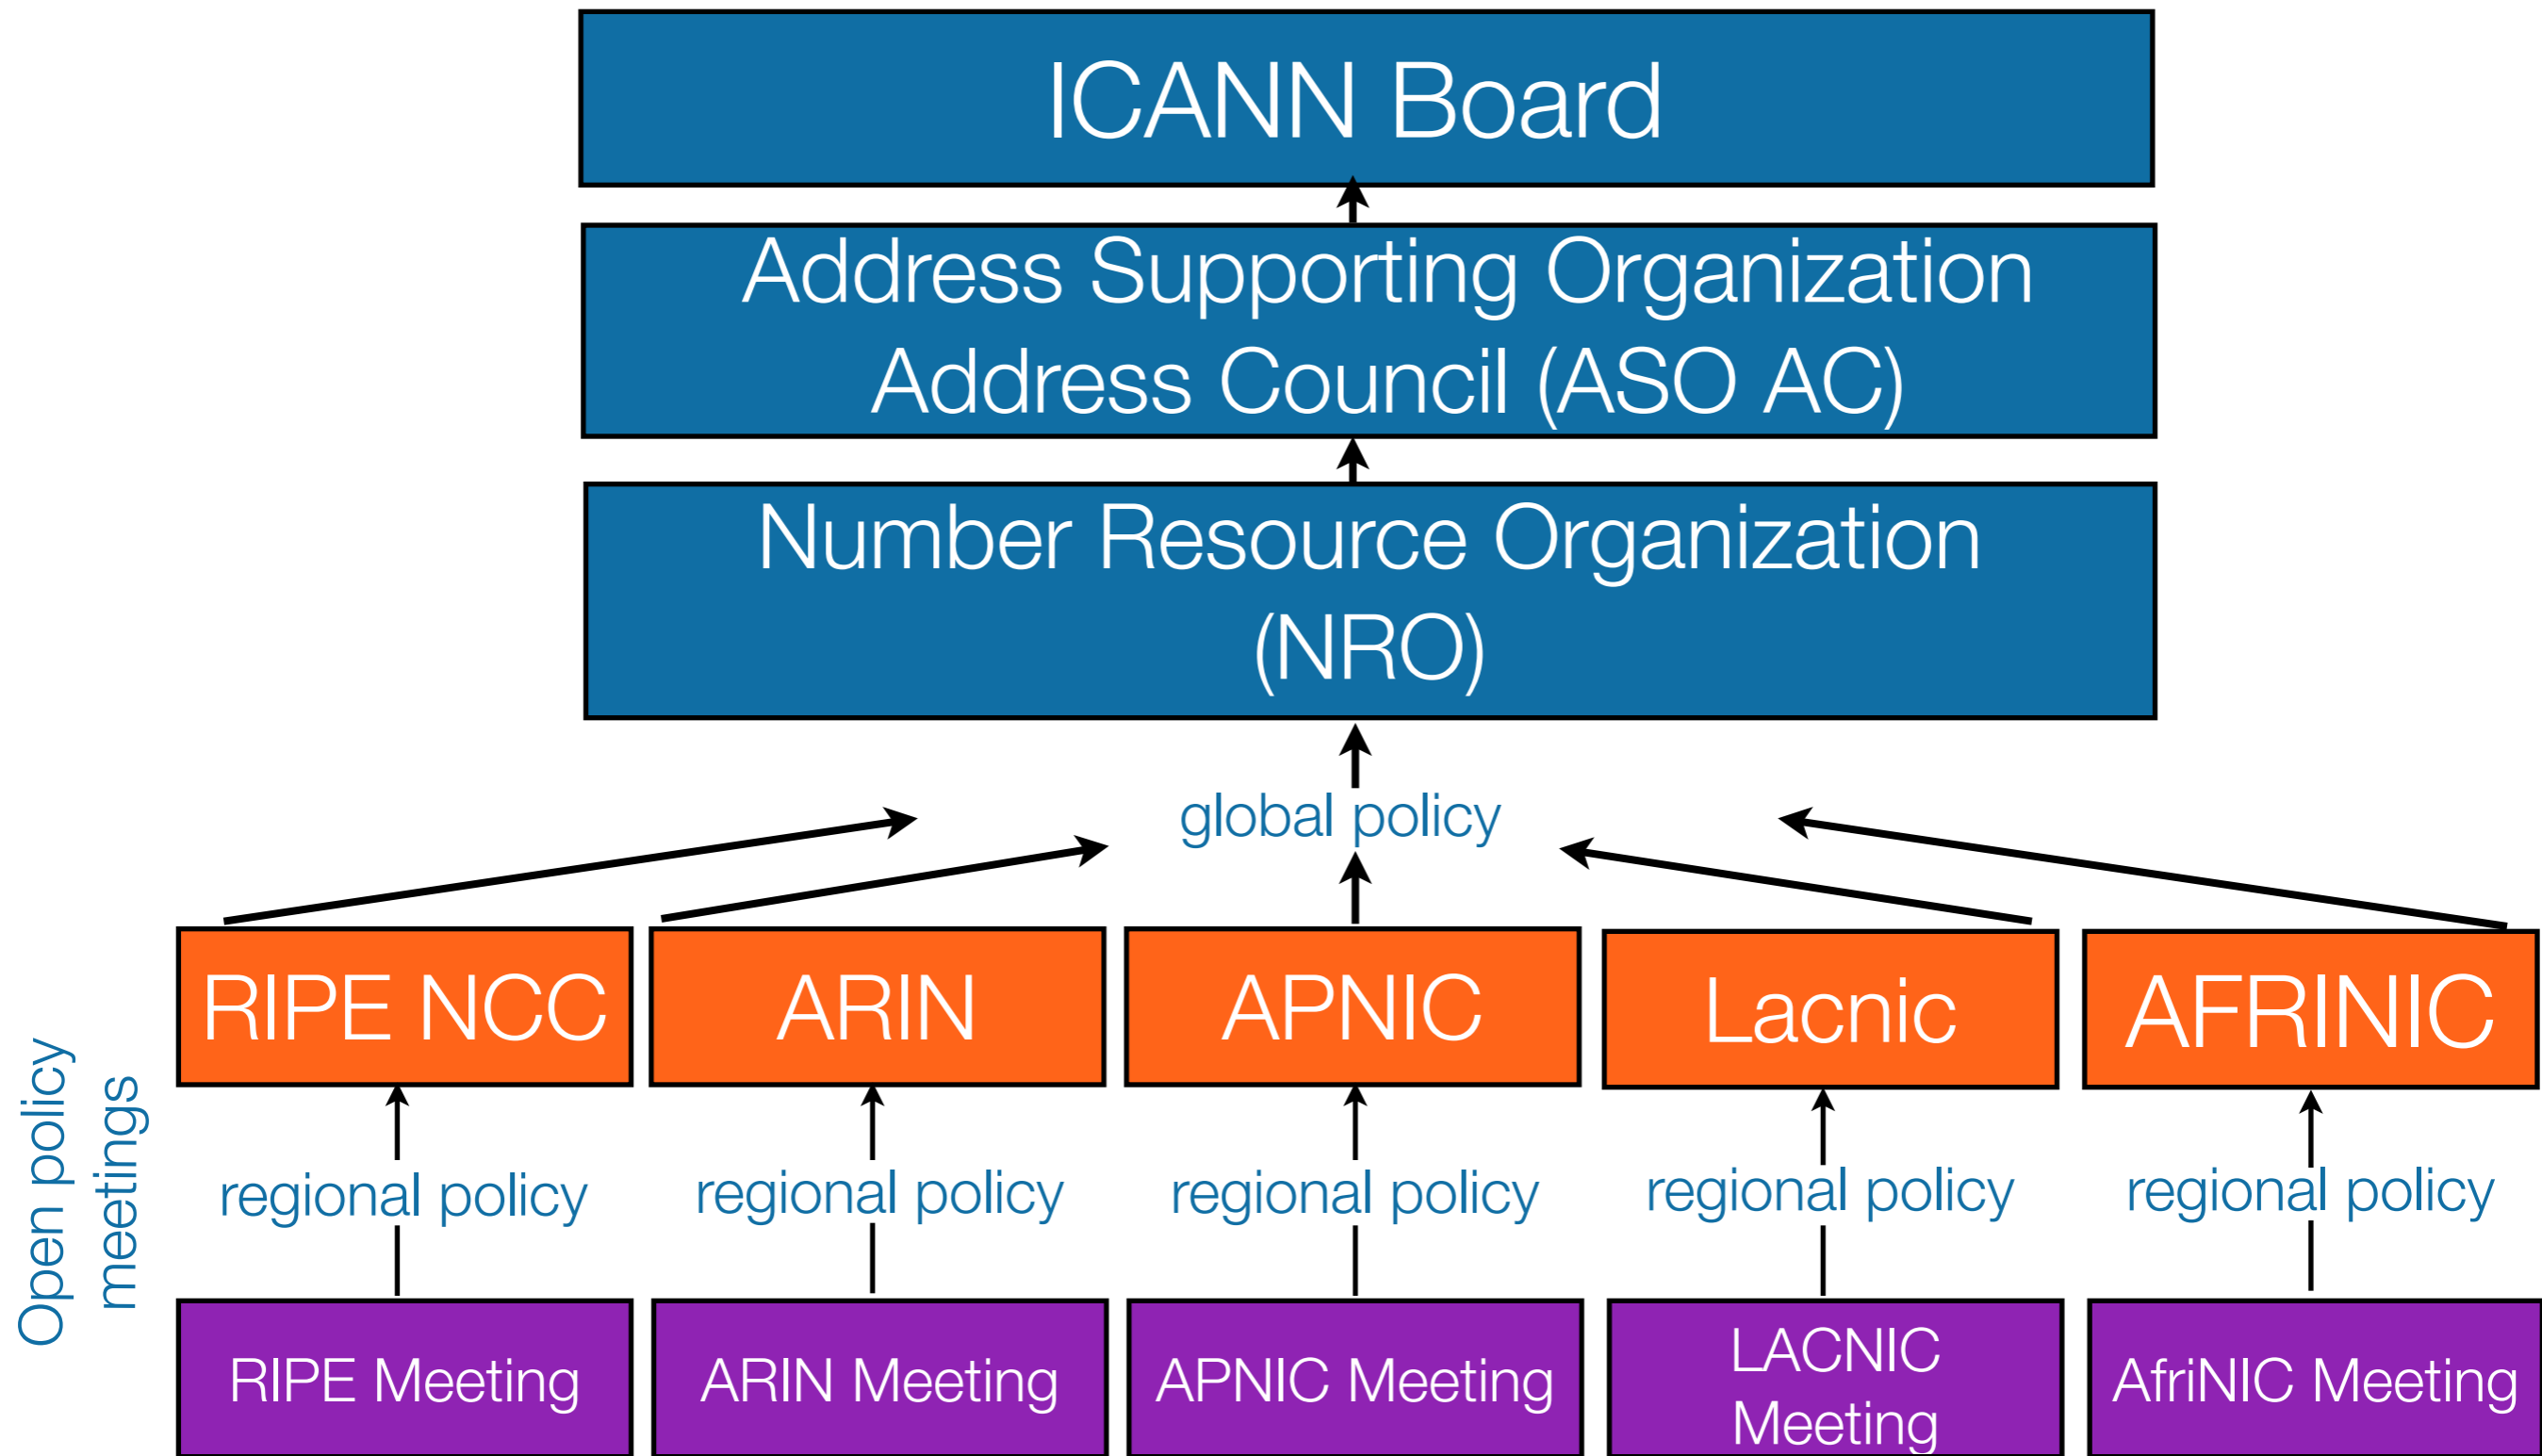 ICANN Board
Address Supporting Organization
Address Council (ASO AC)
Number Resource Organization
(NRO)
global policy
RIPE NCC
ARIN
APNIC
Lacnic
AFRINIC
Open policy
meetings
regional policy
regional policy
regional policy
regional policy
regional policy
RIPE Meeting
ARIN Meeting
APNIC Meeting
LACNIC
Meeting
AfriNIC Meeting